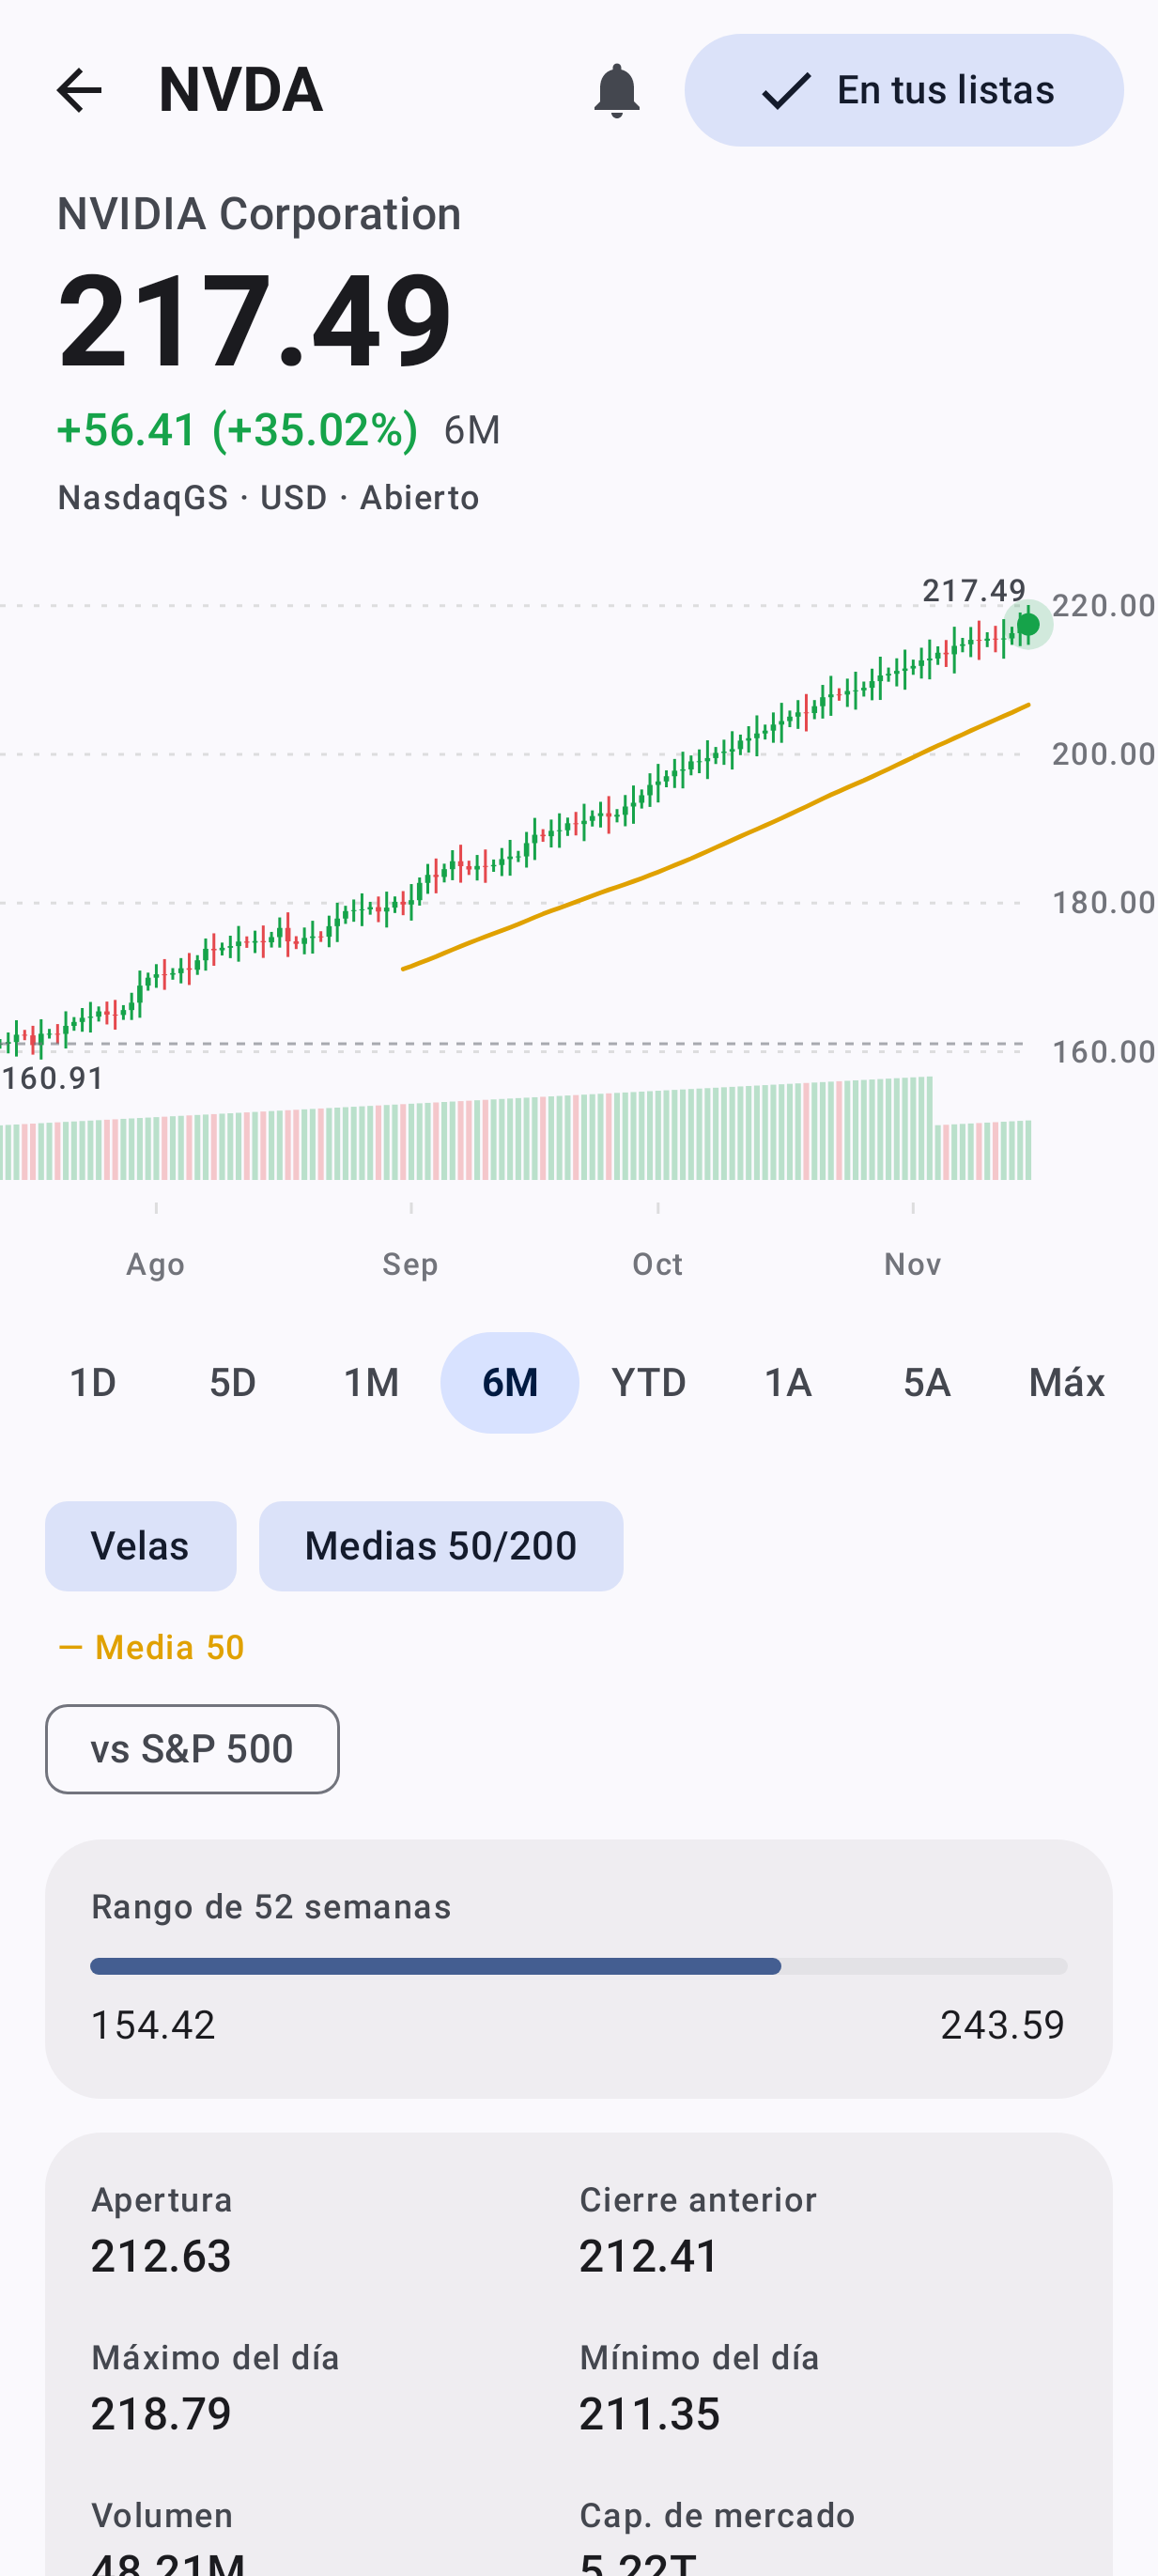 NVDA
En tus listas
NVIDIA Corporation
217.49
+56.41 (+35.02%) 6M
NasdaqGS · USD · Abierto
217.49
220.00
200.00
180.00
160.00
160.91
Ago Sep Oct Nov
1D 5D 1M 6M YTD 1A 5A Máx
Velas Medias 50/200
— Media 50
vs S&P 500
Rango de 52 semanas
154.42 243.59
Apertura Cierre anterior
212.63 212.41
Máximo del día Mínimo del día
218.79 211.35
Volumen Cap. de mercado
48.21M 5.22T